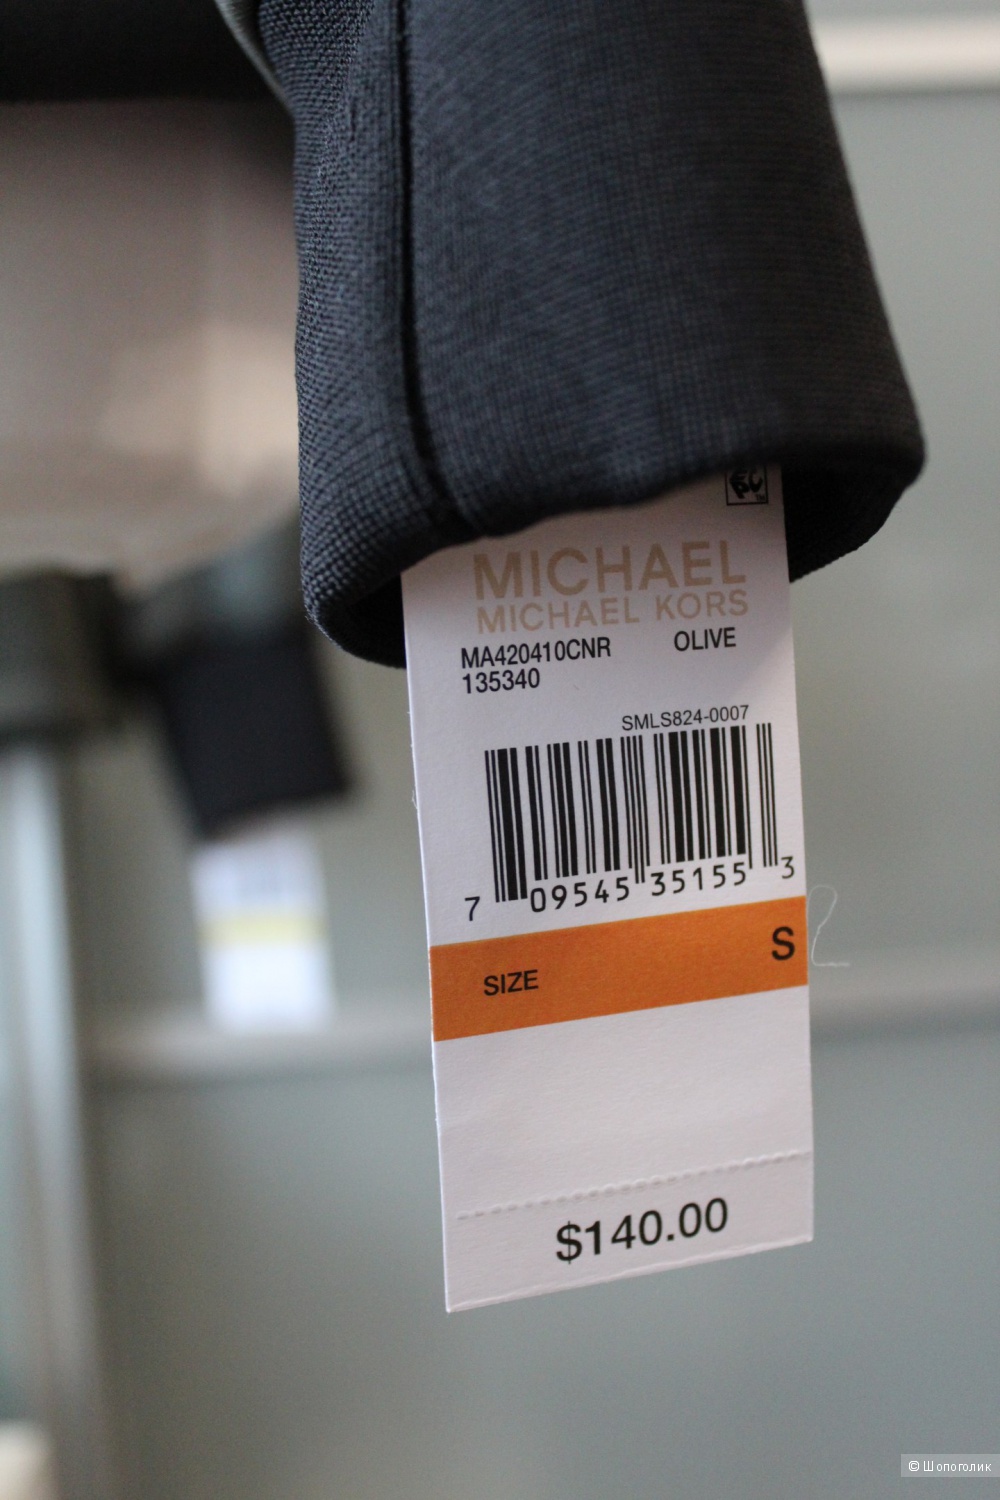 MICHAEL
MICHAEL KORS
MA420410CNR OLIVE
135340
SMLS824-0007
7 09545 35155 3
SIZE S
$140.00
© Шопоголик